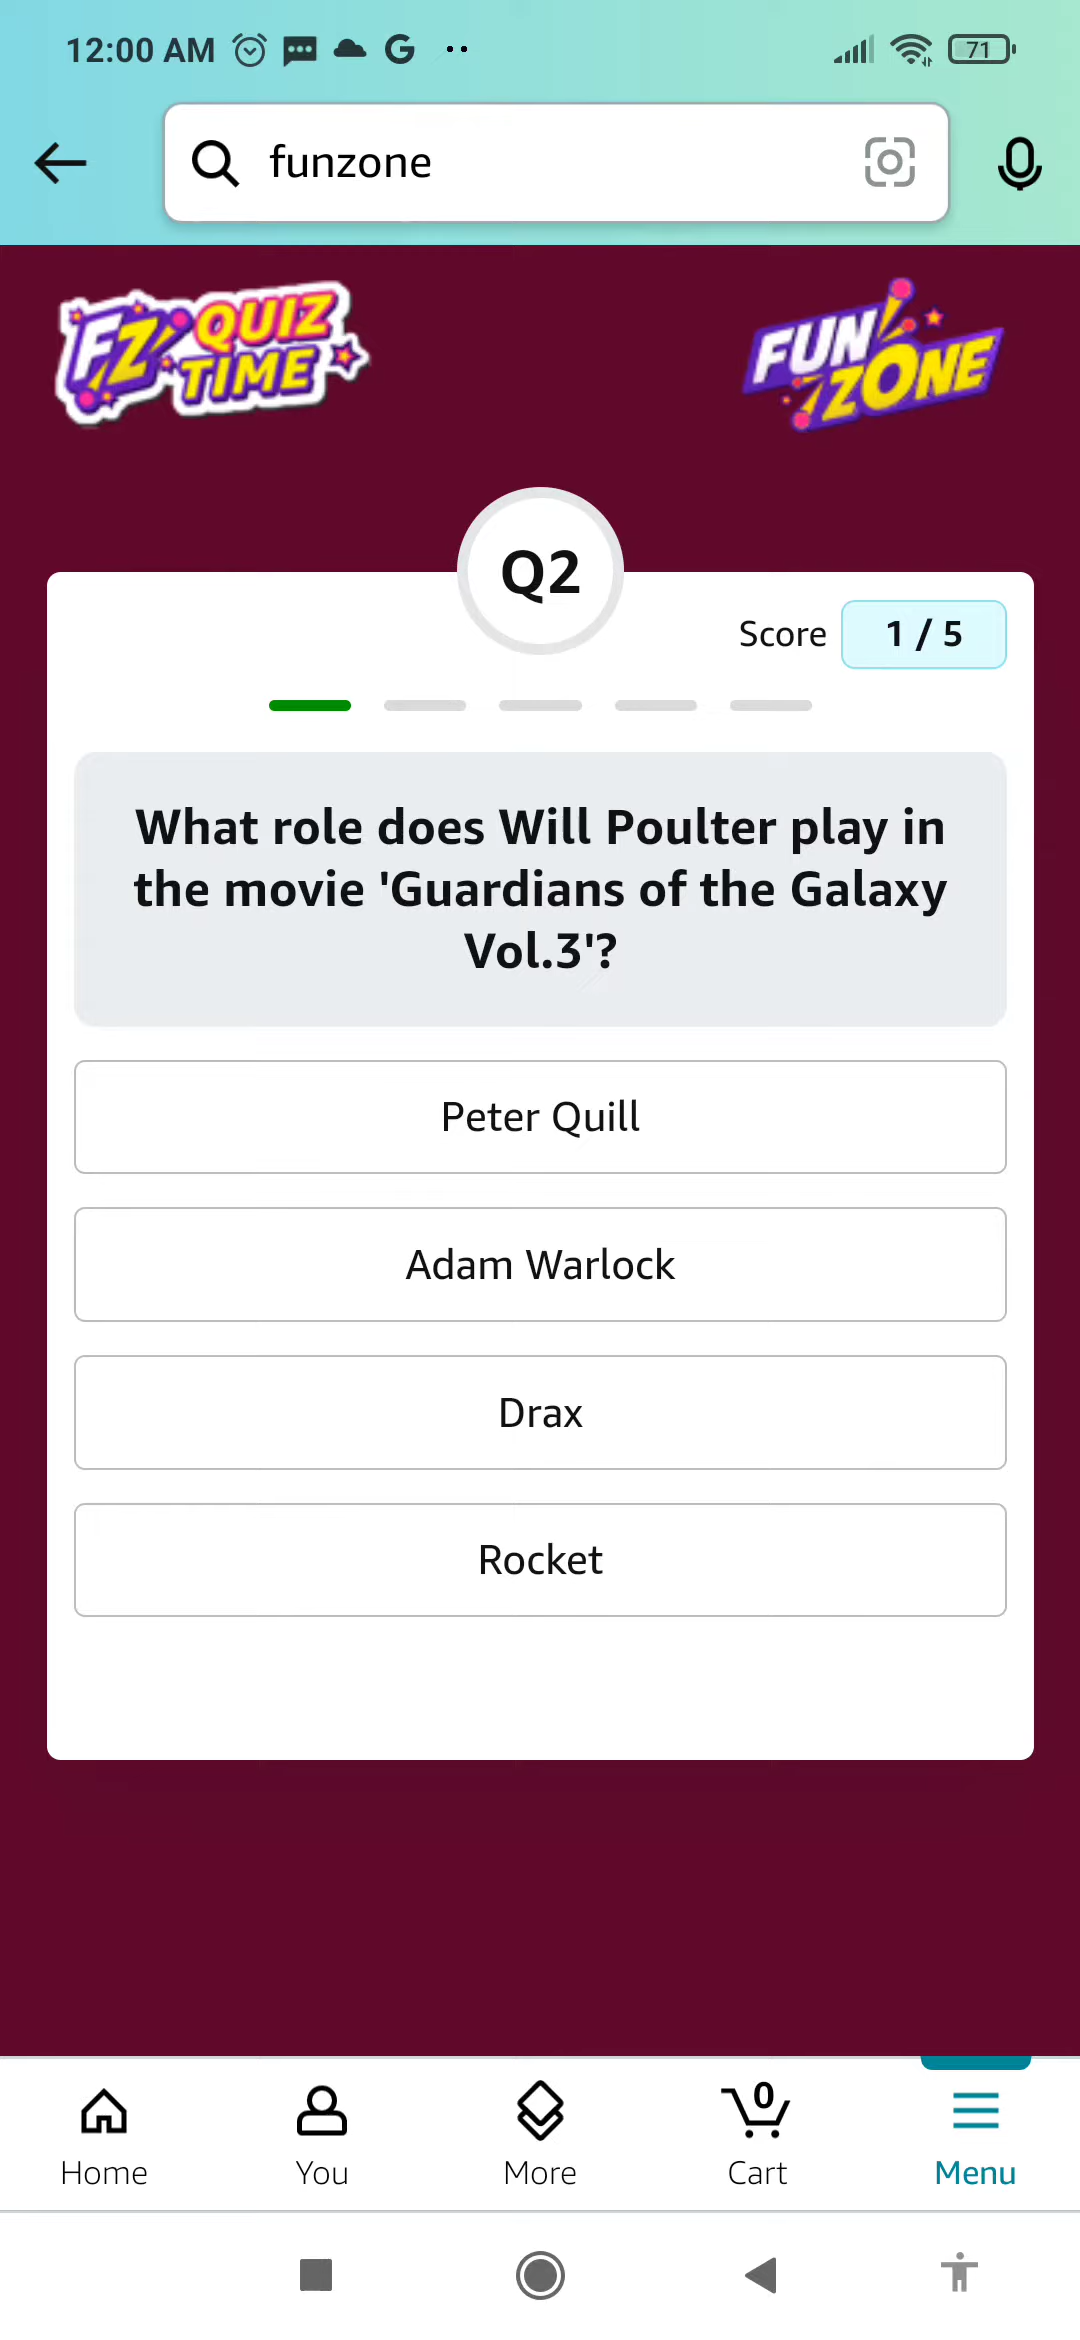 12:00 AM
71
funzone
FZ QUIZ TIME
FUN ZONE
Q2
Score 1 / 5
What role does Will Poulter play in
the movie 'Guardians of the Galaxy
Vol.3'?
Peter Quill
Adam Warlock
Drax
Rocket
0
Home You More Cart Menu